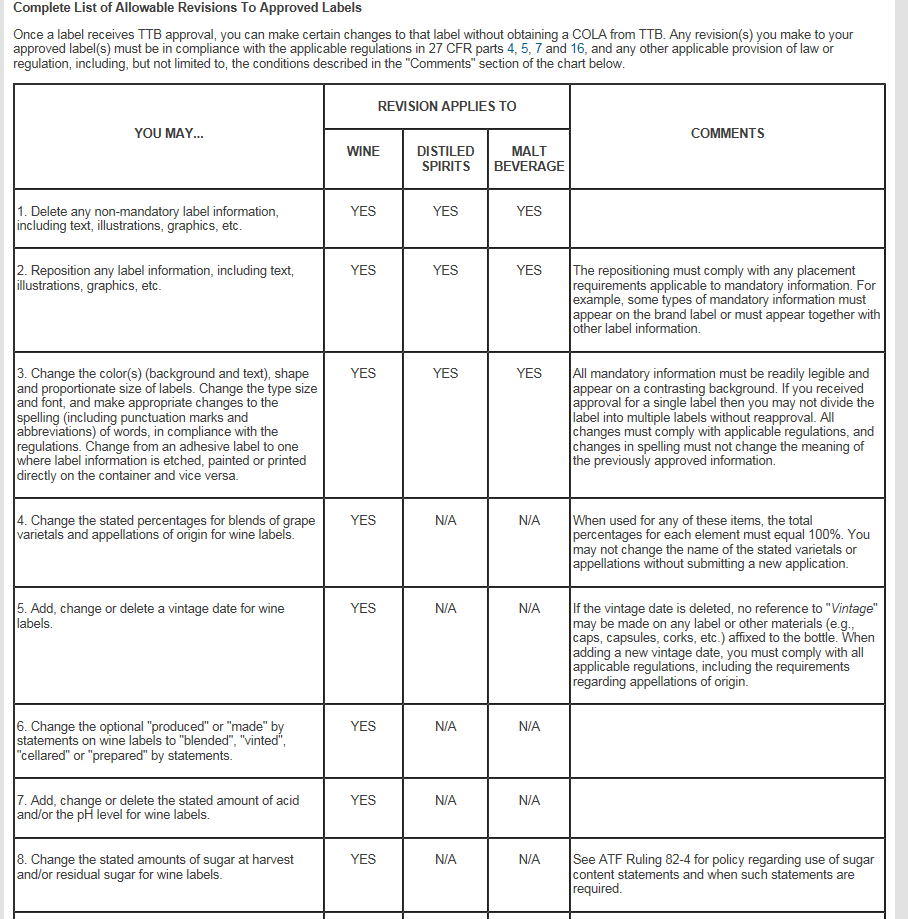 Complete List of Allowable Revisions To Approved Labels
Once a label receives TTB approval, you can make certain changes to that label without obtaining a COLA from TTB. Any revision(s) you make to your
approved label(s) must be in compliance with the applicable regulations in 27 CFR parts 4, 5, 7 and 16, and any other applicable provision of law or
regulation, including, but not limited to, the conditions described in the "Comments" section of the chart below.
YOU MAY...
REVISION APPLIES TO
COMMENTS
WINE
DISTILED
SPIRITS
MALT
BEVERAGE
1. Delete any non-mandatory label information,
including text, illustrations, graphics, etc.
YES
YES
YES
2. Reposition any label information, including text,
illustrations, graphics, etc.
YES
YES
YES
The repositioning must comply with any placement
requirements applicable to mandatory information. For
example, some types of mandatory information must
appear on the brand label or must appear together with
other label information.
3. Change the color(s) (background and text), shape
and proportionate size of labels. Change the type size
and font, and make appropriate changes to the
spelling (including punctuation marks and
abbreviations) of words, in compliance with the
regulations. Change from an adhesive label to one
where label information is etched, painted or printed
directly on the container and vice versa.
YES
YES
YES
All mandatory information must be readily legible and
appear on a contrasting background. If you received
approval for a single label then you may not divide the
label into multiple labels without reapproval. All
changes must comply with applicable regulations, and
changes in spelling must not change the meaning of
the previously approved information.
4. Change the stated percentages for blends of grape
varietals and appellations of origin for wine labels.
YES
N/A
N/A
When used for any of these items, the total
percentages for each element must equal 100%. You
may not change the name of the stated varietals or
appellations without submitting a new application.
5. Add, change or delete a vintage date for wine
labels.
YES
N/A
N/A
If the vintage date is deleted, no reference to "Vintage"
may be made on any label or other materials (e.g.,
caps, capsules, corks, etc.) affixed to the bottle. When
adding a new vintage date, you must comply with all
applicable regulations, including the requirements
regarding appellations of origin.
6. Change the optional "produced" or "made" by
statements on wine labels to "blended", "vinted",
"cellared" or "prepared" by statements.
YES
N/A
N/A
7. Add, change or delete the stated amount of acid
and/or the pH level for wine labels.
YES
N/A
N/A
8. Change the stated amounts of sugar at harvest
and/or residual sugar for wine labels.
YES
N/A
N/A
See ATF Ruling 82-4 for policy regarding use of sugar
content statements and when such statements are
required.